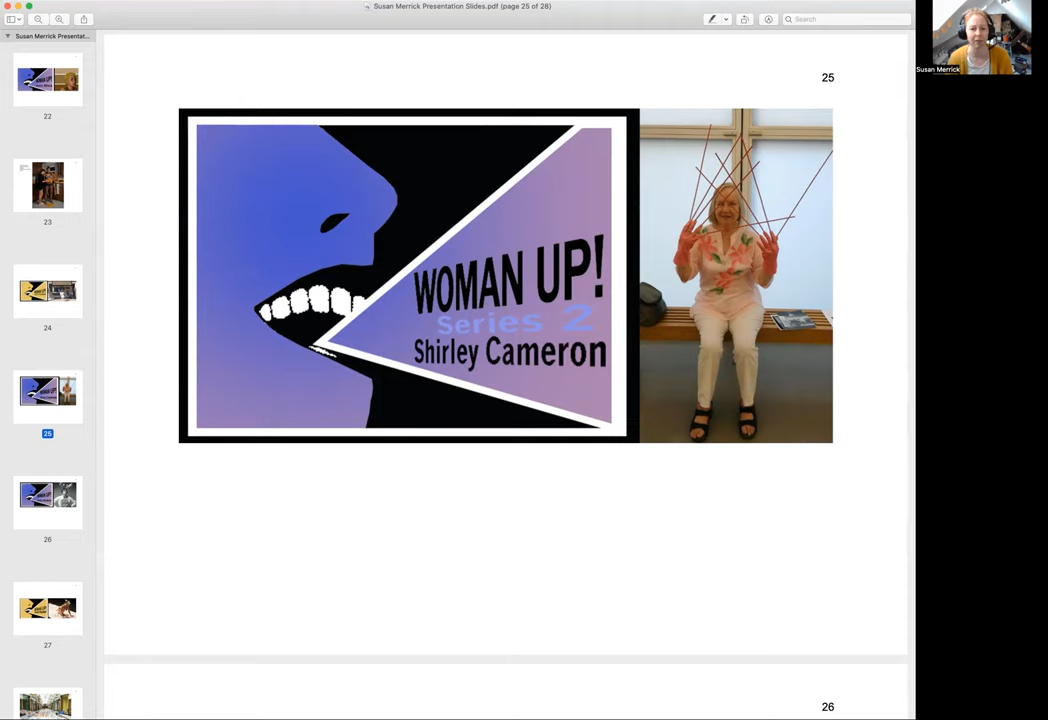 Susan Merrick Presentation Slides.pdf (page 25 of 28)
Search
Susan Merrick Presentat...
22
23
24
25
26
27
25
WOMAN UP!
Series 2
Shirley Cameron
26
Susan Merrick